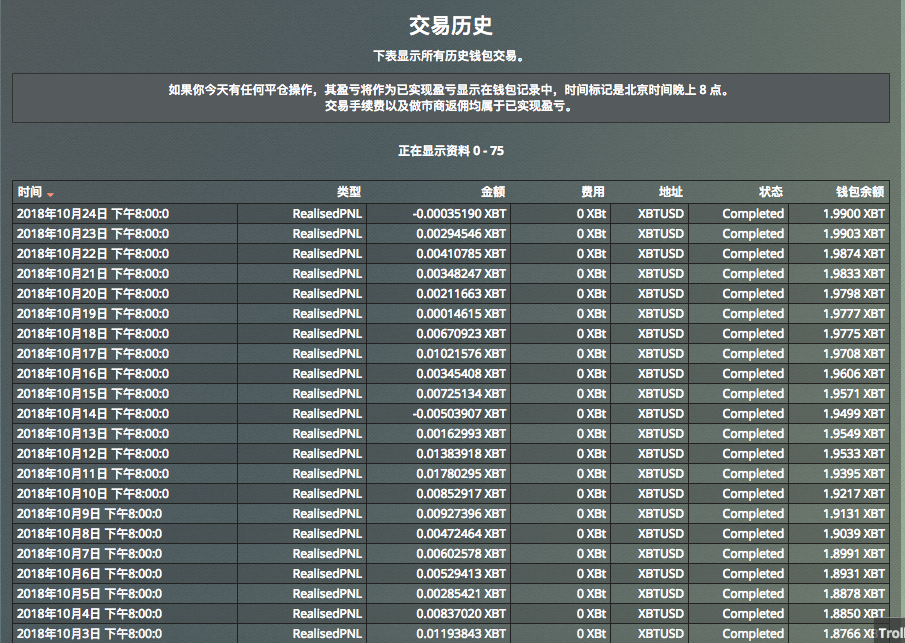 交易历史
下表显示所有历史钱包交易。
如果你今天有任何平仓操作，其盈亏将作为已实现盈亏显示在钱包记录中，时间标记是北京时间晚上 8 点。
交易手续费以及做市商返佣均属于已实现盈亏。
正在显示资料 0 - 75
时间 类型 金额 费用 地址 状态 钱包余额
2018年10月24日 下午8:00:0 RealisedPNL -0.00035190 XBT 0 XBt XBTUSD Completed 1.9900 XBT
2018年10月23日 下午8:00:0 RealisedPNL 0.00294546 XBT 0 XBt XBTUSD Completed 1.9903 XBT
2018年10月22日 下午8:00:0 RealisedPNL 0.00410785 XBT 0 XBt XBTUSD Completed 1.9874 XBT
2018年10月21日 下午8:00:0 RealisedPNL 0.00348247 XBT 0 XBt XBTUSD Completed 1.9833 XBT
2018年10月20日 下午8:00:0 RealisedPNL 0.00211663 XBT 0 XBt XBTUSD Completed 1.9798 XBT
2018年10月19日 下午8:00:0 RealisedPNL 0.00014615 XBT 0 XBt XBTUSD Completed 1.9777 XBT
2018年10月18日 下午8:00:0 RealisedPNL 0.00670923 XBT 0 XBt XBTUSD Completed 1.9775 XBT
2018年10月17日 下午8:00:0 RealisedPNL 0.01021576 XBT 0 XBt XBTUSD Completed 1.9708 XBT
2018年10月16日 下午8:00:0 RealisedPNL 0.00345408 XBT 0 XBt XBTUSD Completed 1.9606 XBT
2018年10月15日 下午8:00:0 RealisedPNL 0.00725134 XBT 0 XBt XBTUSD Completed 1.9571 XBT
2018年10月14日 下午8:00:0 RealisedPNL -0.00503907 XBT 0 XBt XBTUSD Completed 1.9499 XBT
2018年10月13日 下午8:00:0 RealisedPNL 0.00162993 XBT 0 XBt XBTUSD Completed 1.9549 XBT
2018年10月12日 下午8:00:0 RealisedPNL 0.01383918 XBT 0 XBt XBTUSD Completed 1.9533 XBT
2018年10月11日 下午8:00:0 RealisedPNL 0.01780295 XBT 0 XBt XBTUSD Completed 1.9395 XBT
2018年10月10日 下午8:00:0 RealisedPNL 0.00852917 XBT 0 XBt XBTUSD Completed 1.9217 XBT
2018年10月9日 下午8:00:0 RealisedPNL 0.00927396 XBT 0 XBt XBTUSD Completed 1.9131 XBT
2018年10月8日 下午8:00:0 RealisedPNL 0.00472464 XBT 0 XBt XBTUSD Completed 1.9039 XBT
2018年10月7日 下午8:00:0 RealisedPNL 0.00602578 XBT 0 XBt XBTUSD Completed 1.8991 XBT
2018年10月6日 下午8:00:0 RealisedPNL 0.00529413 XBT 0 XBt XBTUSD Completed 1.8931 XBT
2018年10月5日 下午8:00:0 RealisedPNL 0.00285421 XBT 0 XBt XBTUSD Completed 1.8878 XBT
2018年10月4日 下午8:00:0 RealisedPNL 0.00837020 XBT 0 XBt XBTUSD Completed 1.8850 XBT
2018年10月3日 下午8:00:0 RealisedPNL 0.01193843 XBT 0 XBt XBTUSD Completed 1.8766 XB
Troll